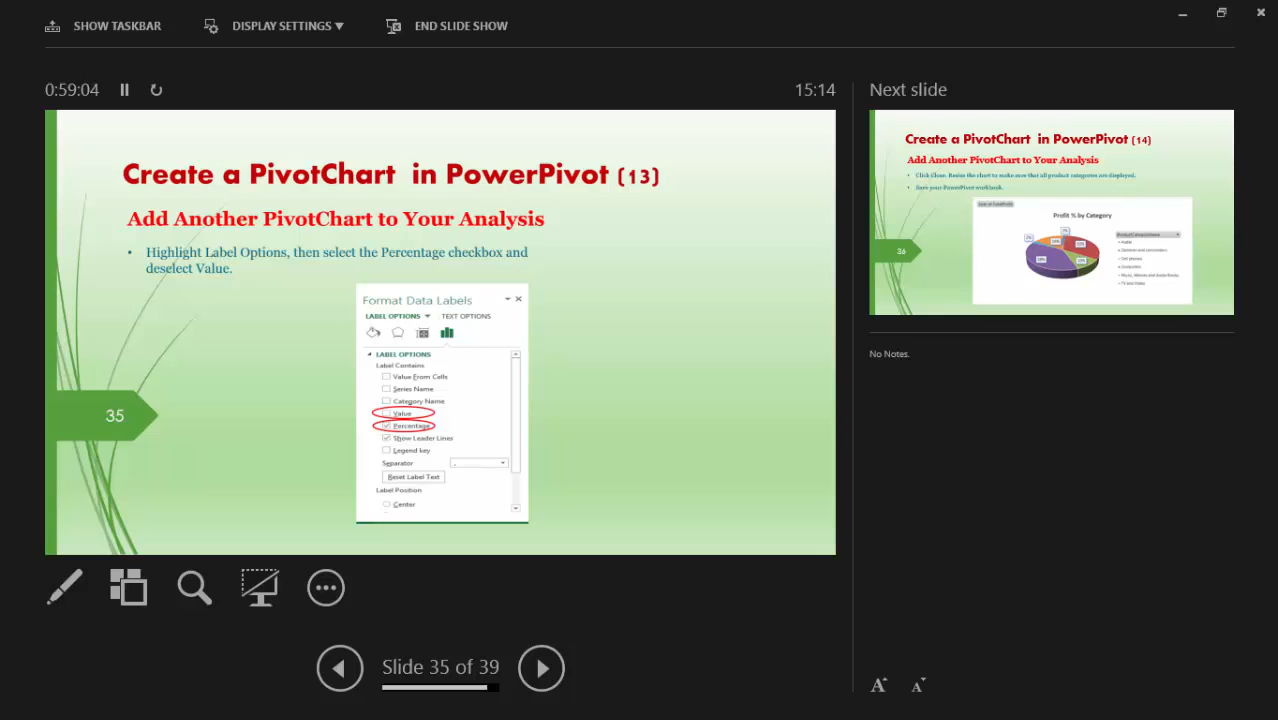 SHOW TASKBAR
DISPLAY SETTINGS ▼
END SLIDE SHOW
0:59:04
15:14
Next slide
Create a PivotChart in PowerPivot (13)
Add Another PivotChart to Your Analysis
• Highlight Label Options, then select the Percentage checkbox and
deselect Value.
Format Data Labels
LABEL OPTIONS TEXT OPTIONS
LABEL OPTIONS
Label Contains
Value From Cells
Series Name
Category Name
Value
Percentage
Show Leader Lines
Legend key
Separator
Reset Label Text
Label Position
Center
35
Create a PivotChart in PowerPivot (14)
Add Another PivotChart to Your Analysis
• Click Close. Resize the chart to make sure that all product categories are displayed.
• Save your PowerPivot workbook.
Profit % by Category
36
No Notes.
Slide 35 of 39
A A